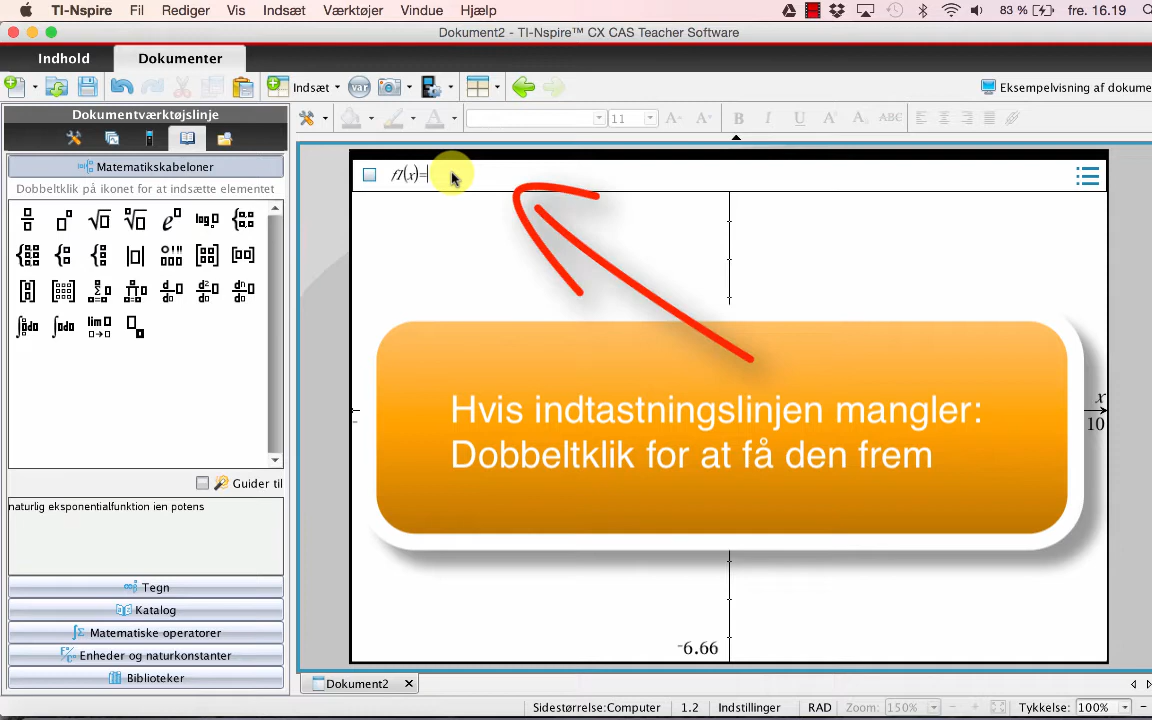 TI-Nspire Fil Rediger Vis Indsæt Værktøjer Vindue Hjælp 83 % fre. 16.19
Dokument2 - TI-Nspire™ CX CAS Teacher Software
Indhold Dokumenter
Indsæt var Eksempelvisning af dokume
Dokumentværktøjslinje
11 A A B I U A A ABC
Matematikskabeloner
Dobbeltklik på ikonet for at indsætte elementet
f1(x)=
Hvis indtastningslinjen mangler:
Dobbeltklik for at få den frem
x
10
-6.66
Guider til
naturlig eksponentialfunktion ien potens
Tegn
Katalog
Matematiske operatorer
Enheder og naturkonstanter
Biblioteker
Dokument2
Sidestørrelse:Computer 1.2 Indstillinger RAD Zoom: 150% Tykkelse: 100%